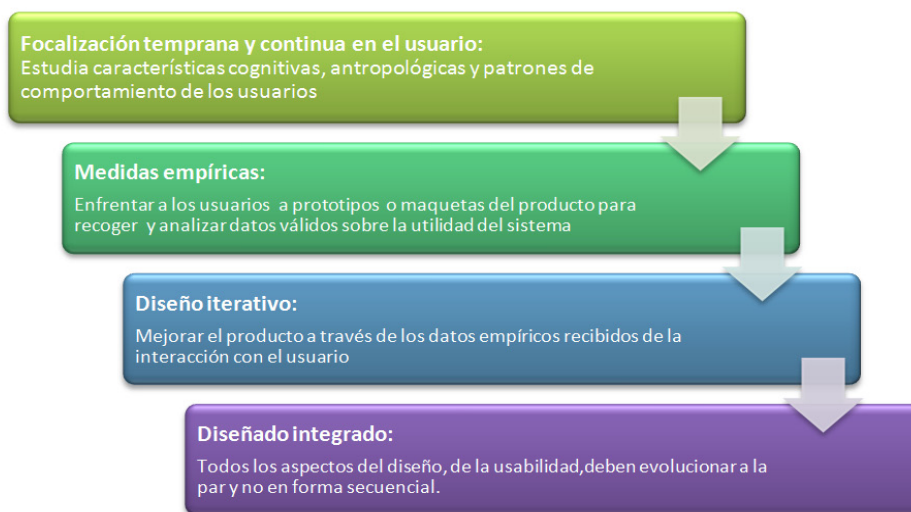 Focalización temprana y continua en el usuario:
Estudia características cognitivas, antropológicas y patrones de
comportamiento de los usuarios
Medidas empíricas:
Enfrentar a los usuarios a prototipos o maquetas del producto para
recoger y analizar datos válidos sobre la utilidad del sistema
Diseño iterativo:
Mejorar el producto a través de los datos empíricos recibidos de la
interacción con el usuario
Diseñado integrado:
Todos los aspectos del diseño, de la usabilidad,deben evolucionar a la
par y no en forma secuencial.